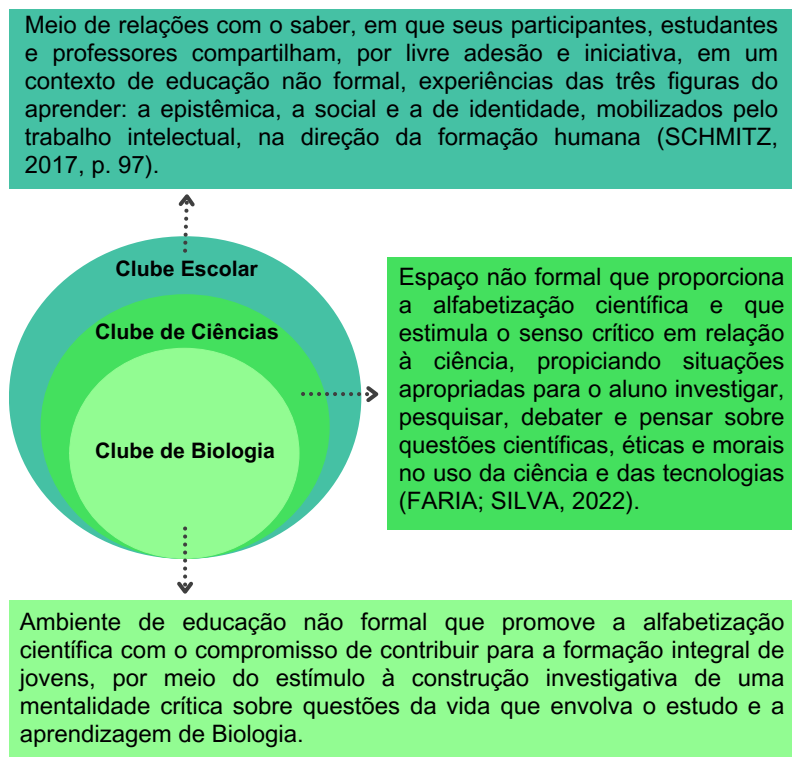 Meio de relações com o saber, em que seus participantes, estudantes
e professores compartilham, por livre adesão e iniciativa, em um
contexto de educação não formal, experiências das três figuras do
aprender: a epistêmica, a social e a de identidade, mobilizados pelo
trabalho intelectual, na direção da formação humana (SCHMITZ,
2017, p. 97).
Clube Escolar
Clube de Ciências
Clube de Biologia
Espaço não formal que proporciona
a alfabetização científica e que
estimula o senso crítico em relação
à ciência, propiciando situações
apropriadas para o aluno investigar,
pesquisar, debater e pensar sobre
questões científicas, éticas e morais
no uso da ciência e das tecnologias
(FARIA; SILVA, 2022).
Ambiente de educação não formal que promove a alfabetização
científica com o compromisso de contribuir para a formação integral de
jovens, por meio do estímulo à construção investigativa de uma
mentalidade crítica sobre questões da vida que envolva o estudo e a
aprendizagem de Biologia.